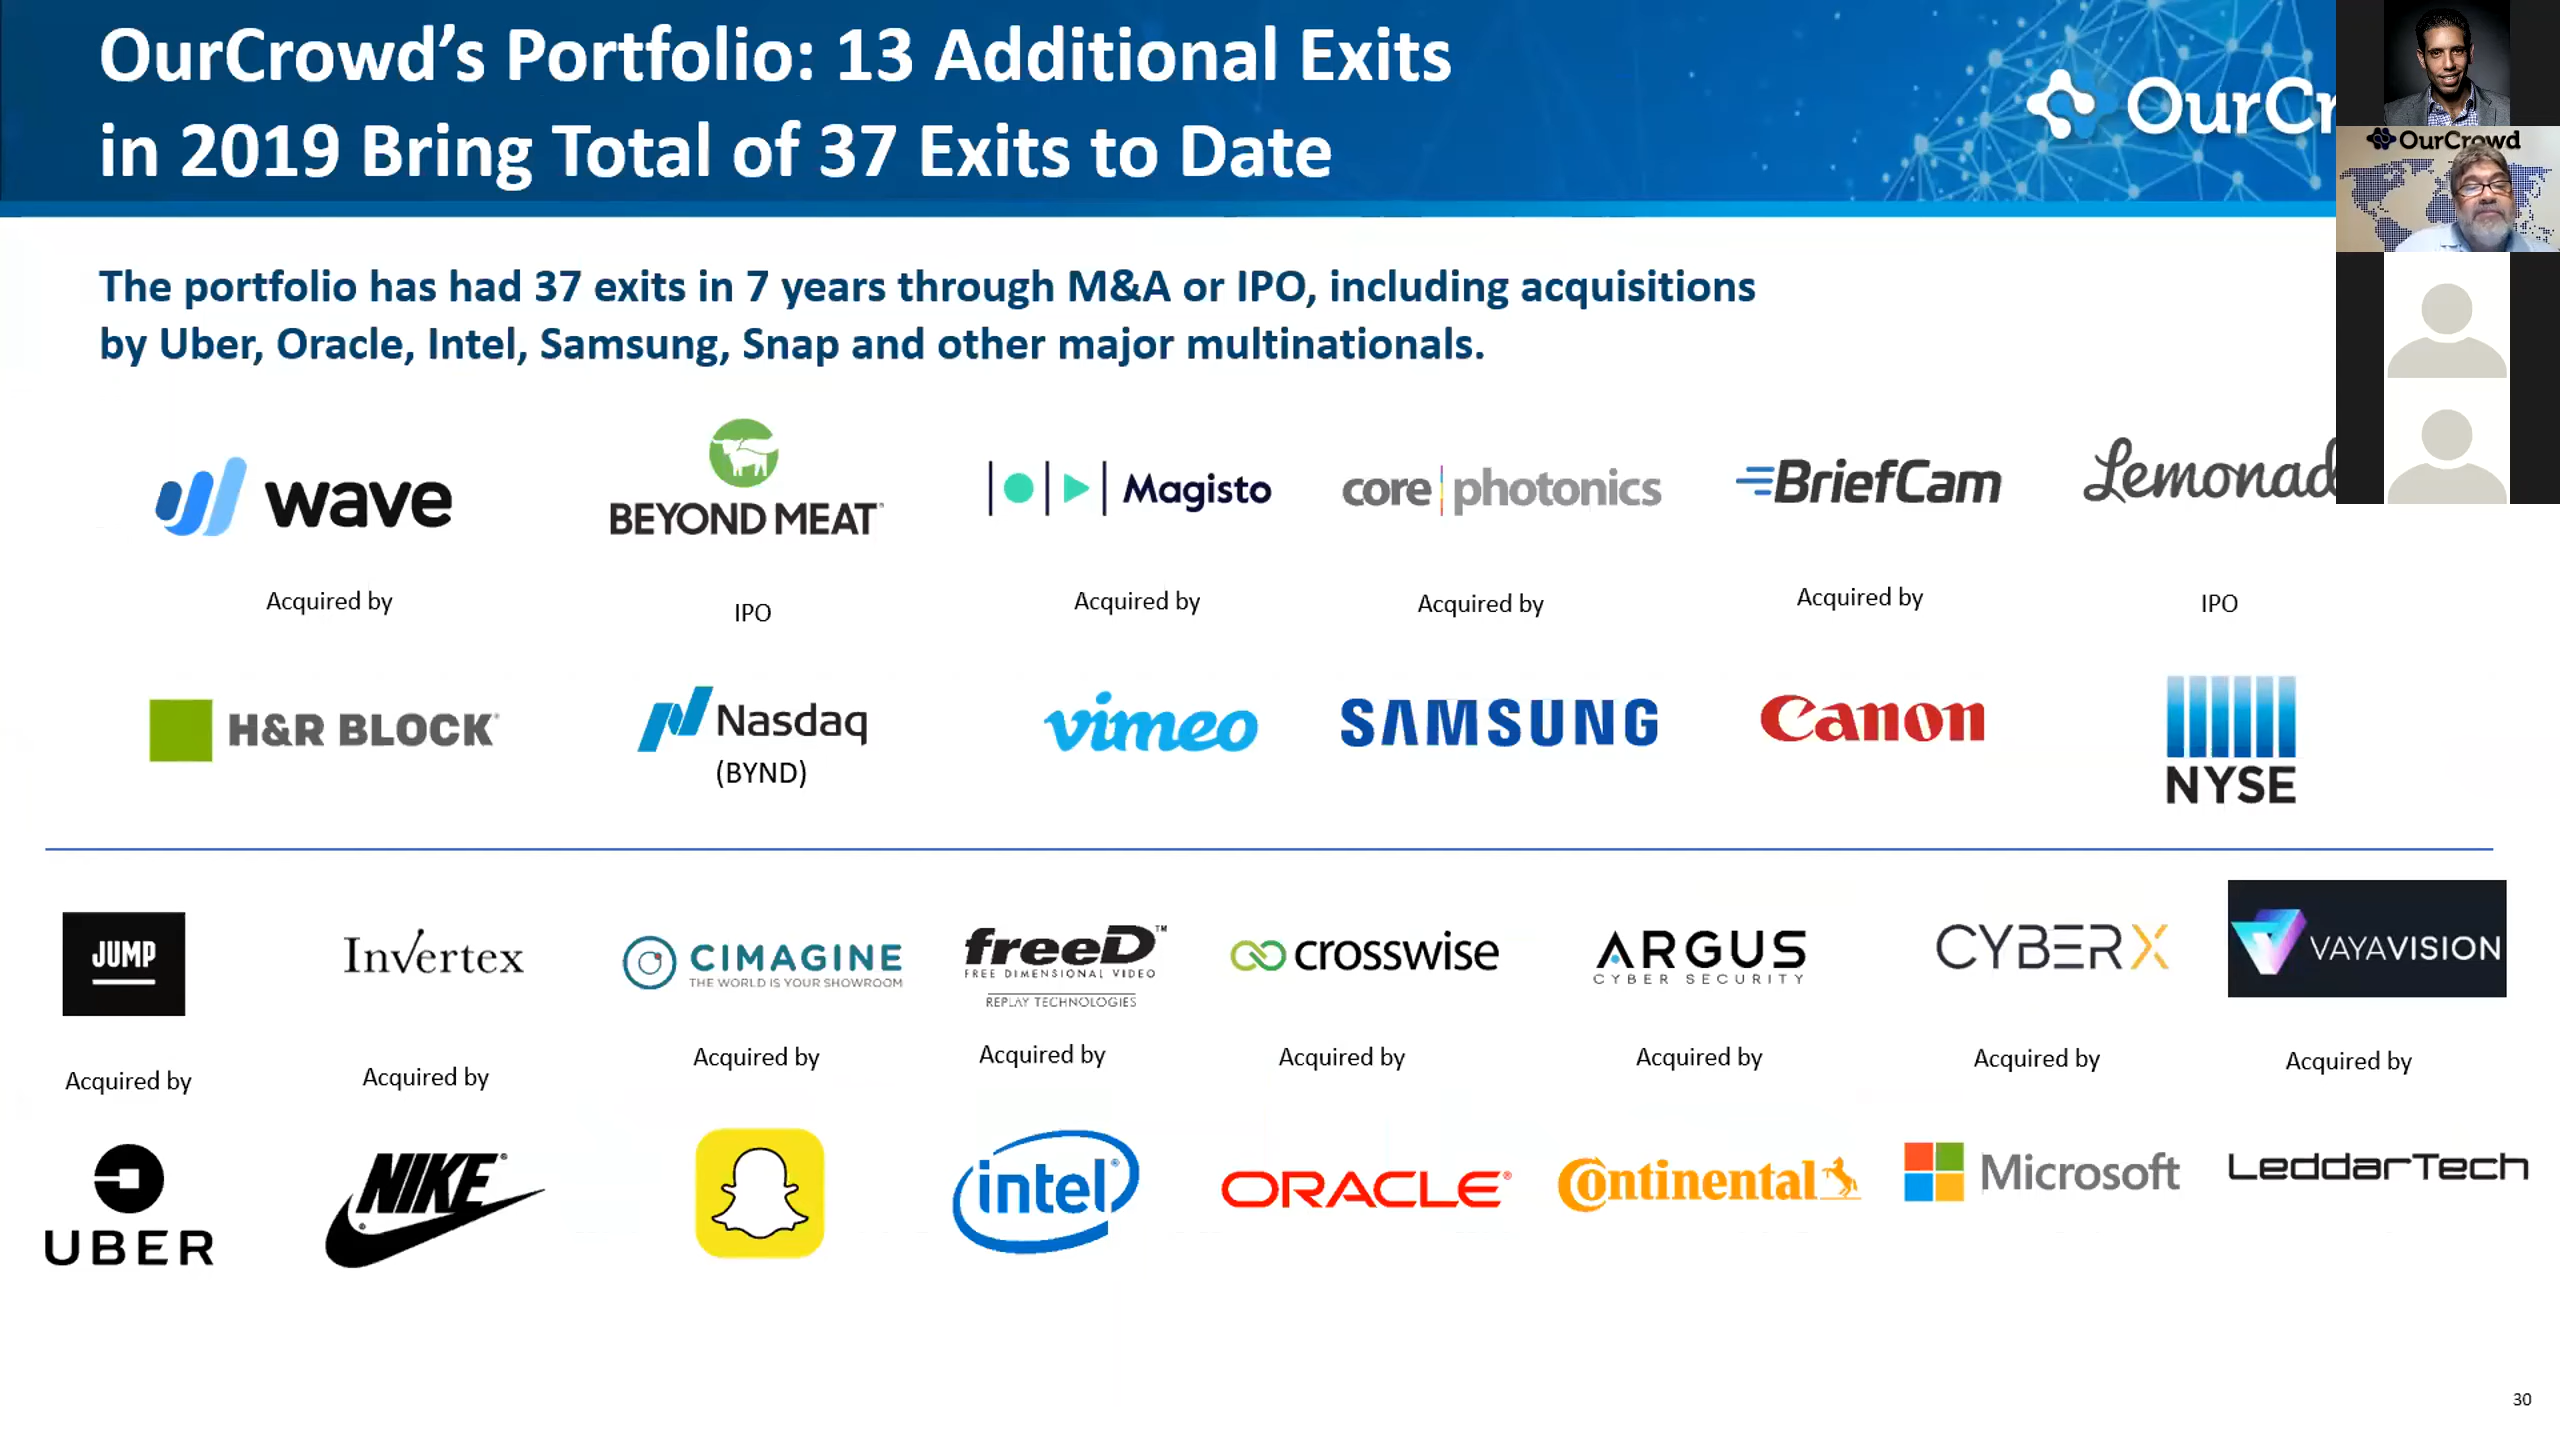 OurCrowd’s Portfolio: 13 Additional Exits
in 2019 Bring Total of 37 Exits to Date
OurCr
OurCrowd
The portfolio has had 37 exits in 7 years through M&A or IPO, including acquisitions
by Uber, Oracle, Intel, Samsung, Snap and other major multinationals.
wave
BEYOND MEAT®
Magisto
core photonics
BriefCam
Lemonad
Acquired by
IPO
Acquired by
Acquired by
Acquired by
IPO
H&R BLOCK®
Nasdaq
(BYND)
vimeo
SAMSUNG
Canon
NYSE
JUMP
Invertex
CIMAGINE
THE WORLD IS YOUR SHOWROOM
freeD™
FREE DIMENSIONAL VIDEO
REPLAY TECHNOLOGIES
crosswise
ARGUS
CYBER SECURITY
CYBERX
VAYAVISION
Acquired by
Acquired by
Acquired by
Acquired by
Acquired by
Acquired by
Acquired by
Acquired by
UBER
NIKE®
intel®
ORACLE®
Continental
Microsoft
LeddarTech
30